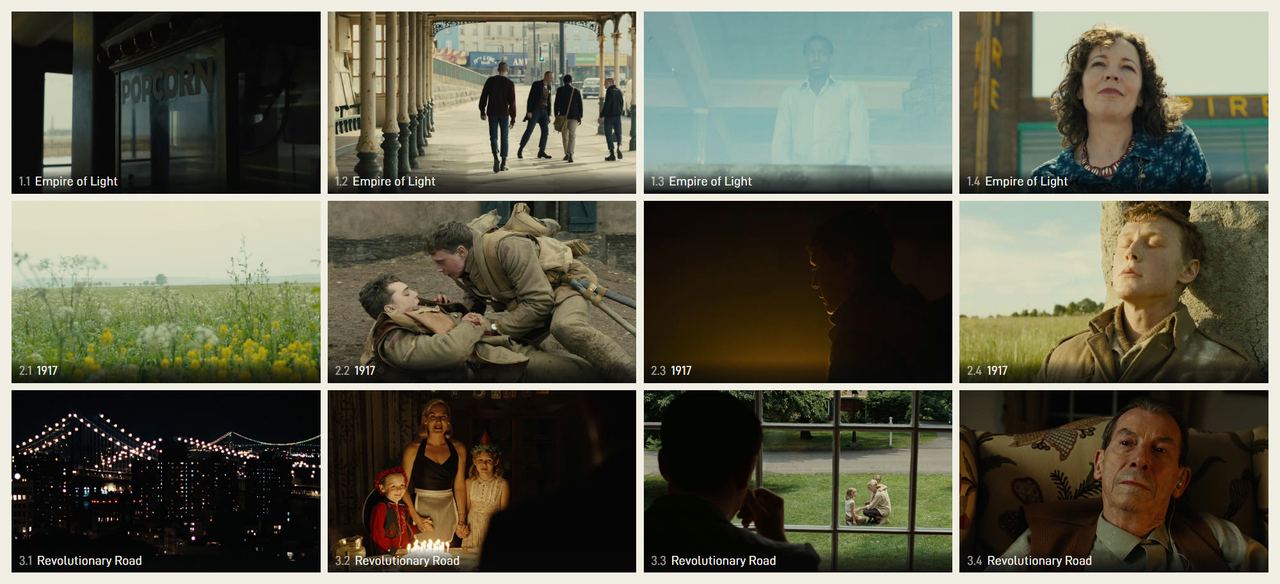 POPCORN
1.1 Empire of Light
1.2 Empire of Light
1.3 Empire of Light
PIRE
1.4 Empire of Light
2.1 1917
2.2 1917
2.3 1917
2.4 1917
3.1 Revolutionary Road
3.2 Revolutionary Road
3.3 Revolutionary Road
3.4 Revolutionary Road